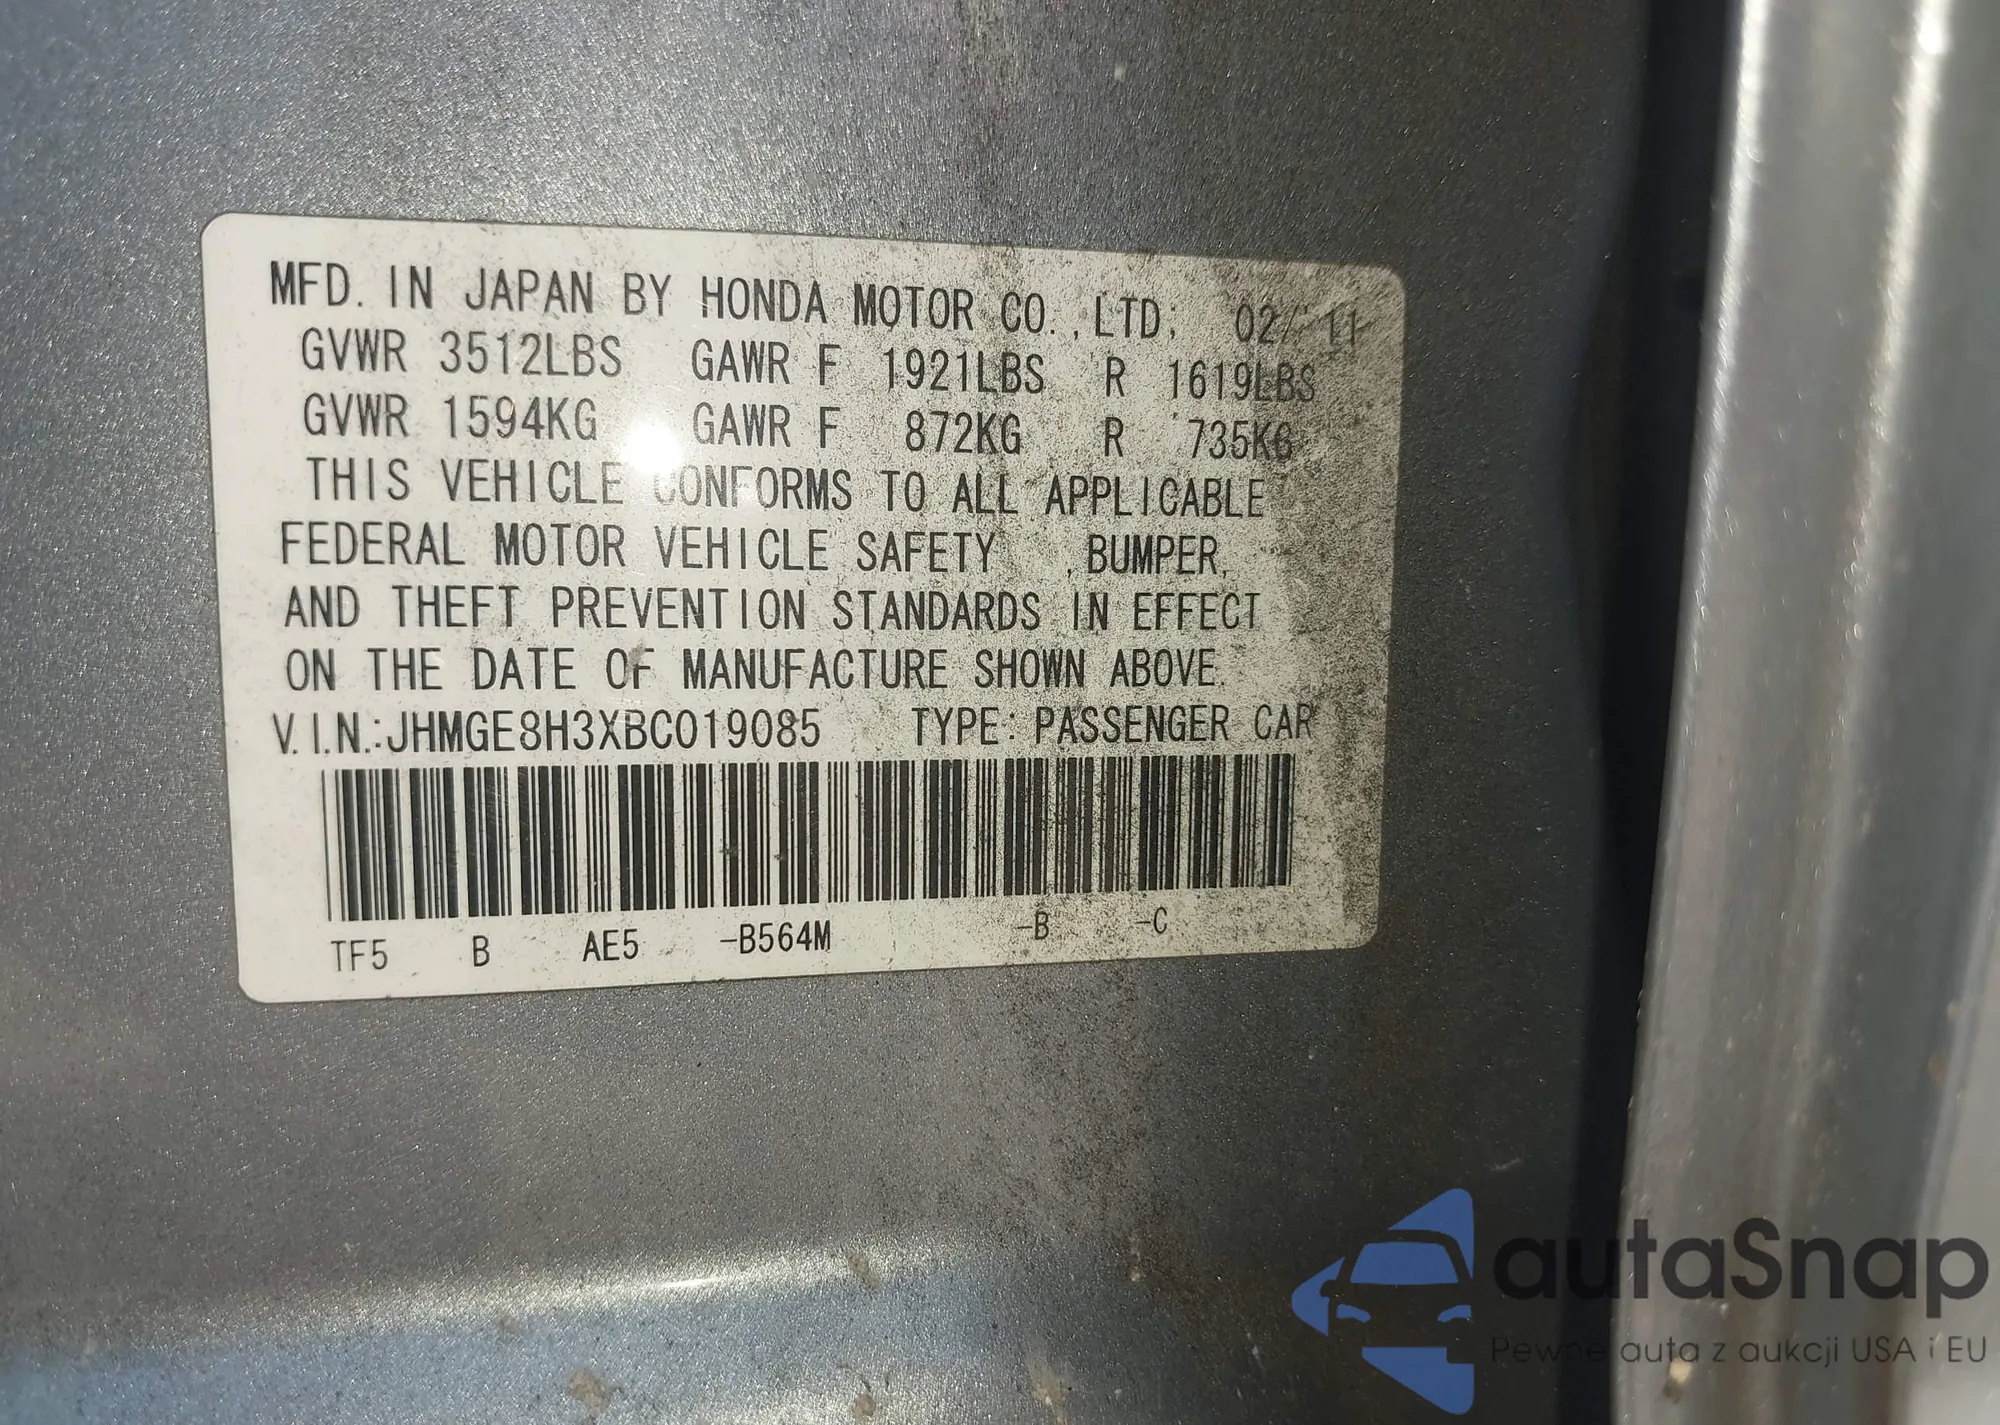 MFD. IN JAPAN BY HONDA MOTOR CO.,LTD; 02/11
GVWR 3512LBS GAWR F 1921LBS R 1619LBS
GVWR 1594KG GAWR F 872KG R 735KG
THIS VEHICLE CONFORMS TO ALL APPLICABLE
FEDERAL MOTOR VEHICLE SAFETY ,BUMPER,
AND THEFT PREVENTION STANDARDS IN EFFECT
ON THE DATE OF MANUFACTURE SHOWN ABOVE.
V.I.N.:JHMGE8H3XBC019085 TYPE: PASSENGER CAR
TF5 B AE5 -B564M -B -C
autaSnap
Pewne auta z aukcji USA i EU